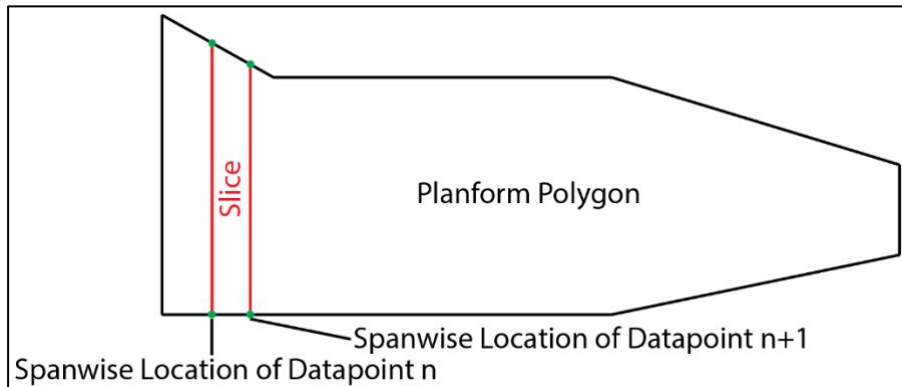 Slice
Planform Polygon
Spanwise Location of Datapoint n+1
Spanwise Location of Datapoint n